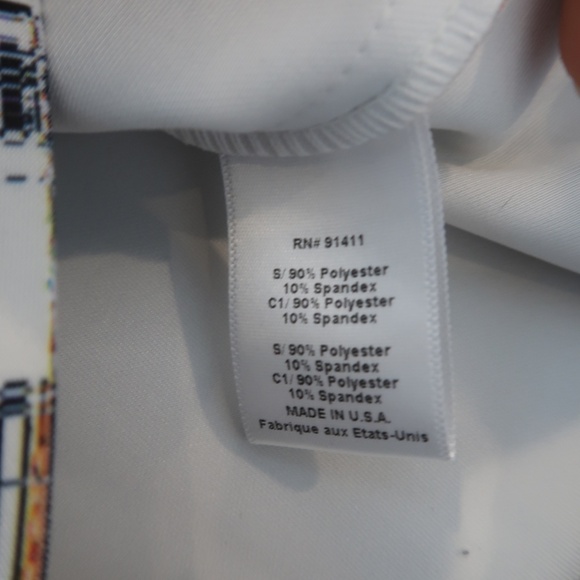 RN# 91411
S/ 90% Polyester
10% Spandex
C1/ 90% Polyester
10% Spandex
S/ 90% Polyester
10% Spandex
C1/ 90% Polyester
10% Spandex
MADE IN U.S.A.
Fabrique aux Etats-Unis